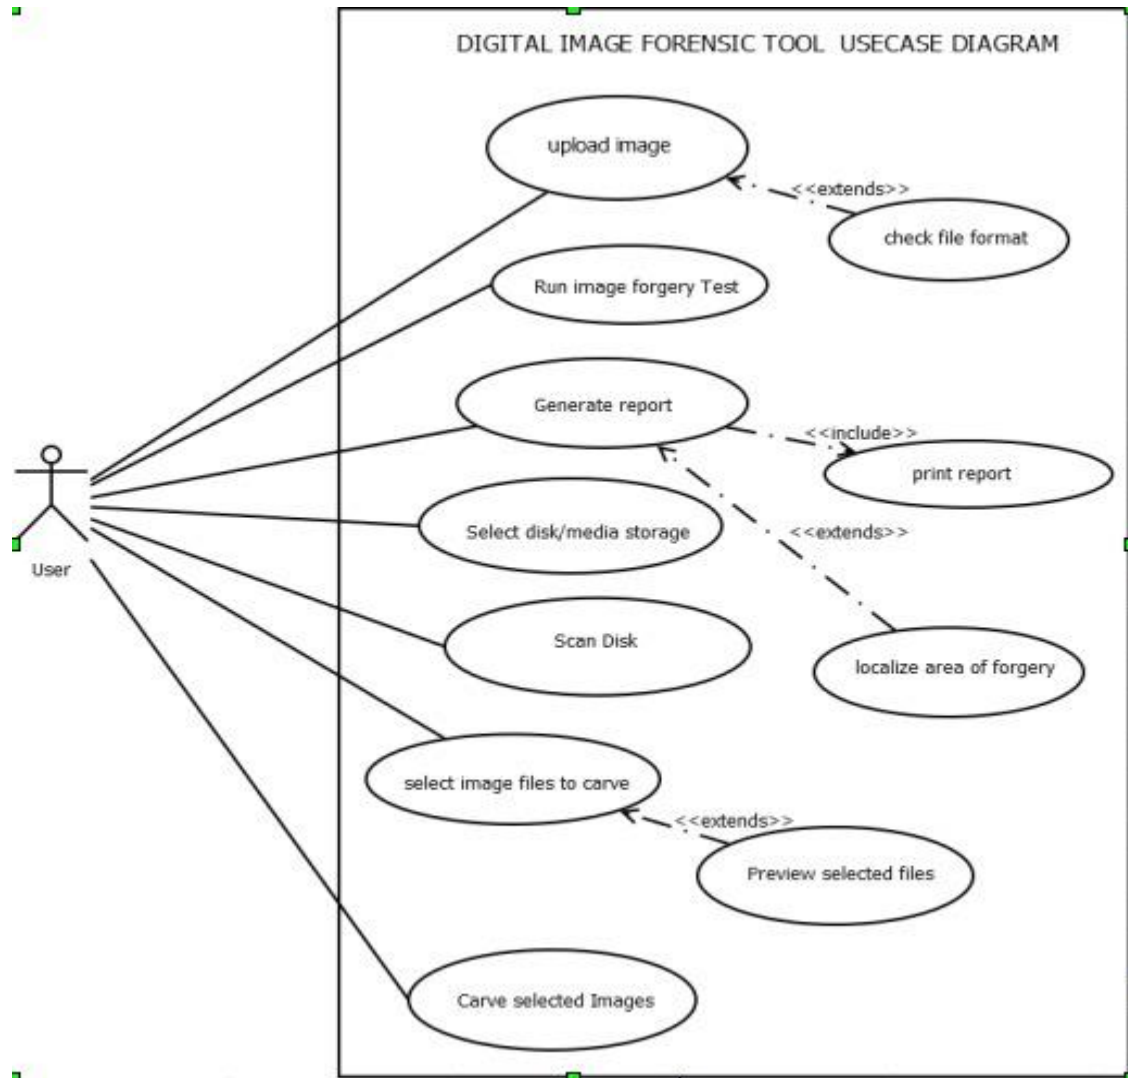 DIGITAL IMAGE FORENSIC TOOL USECASE DIAGRAM
upload image
<<extends>>
check file format
Run image forgery Test
Generate report
<<include>>
print report
Select disk/media storage
<<extends>>
User
Scan Disk
localize area of forgery
select image files to carve
<<extends>>
Preview selected files
Carve selected Images